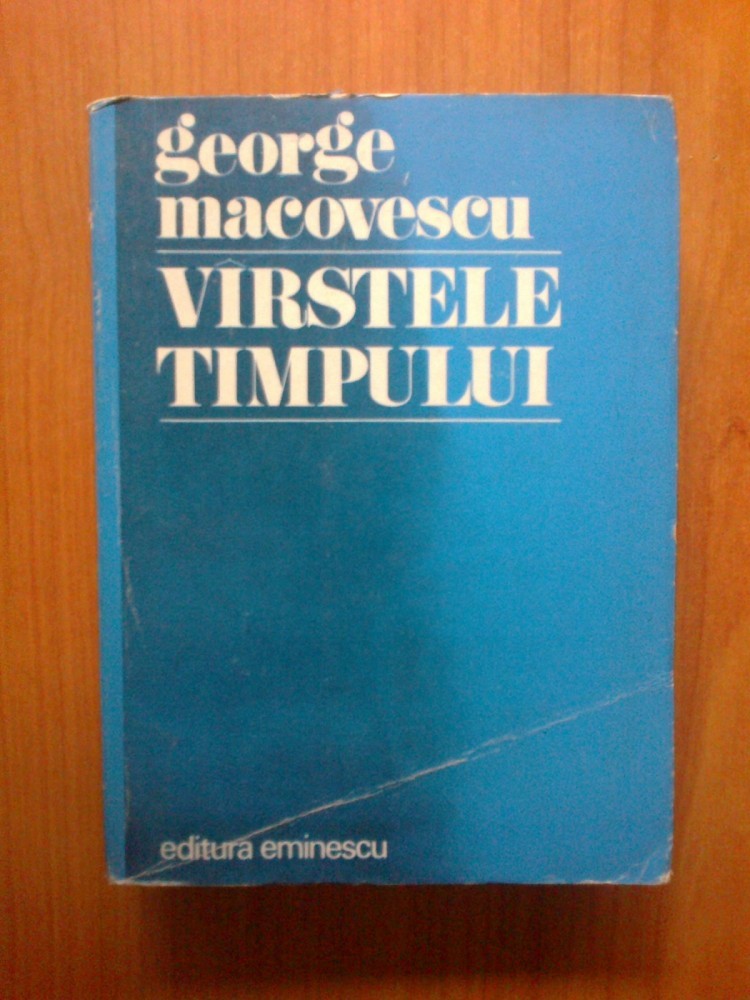 george
macovescu
VÎRSTELE
TIMPULUI
editura eminescu